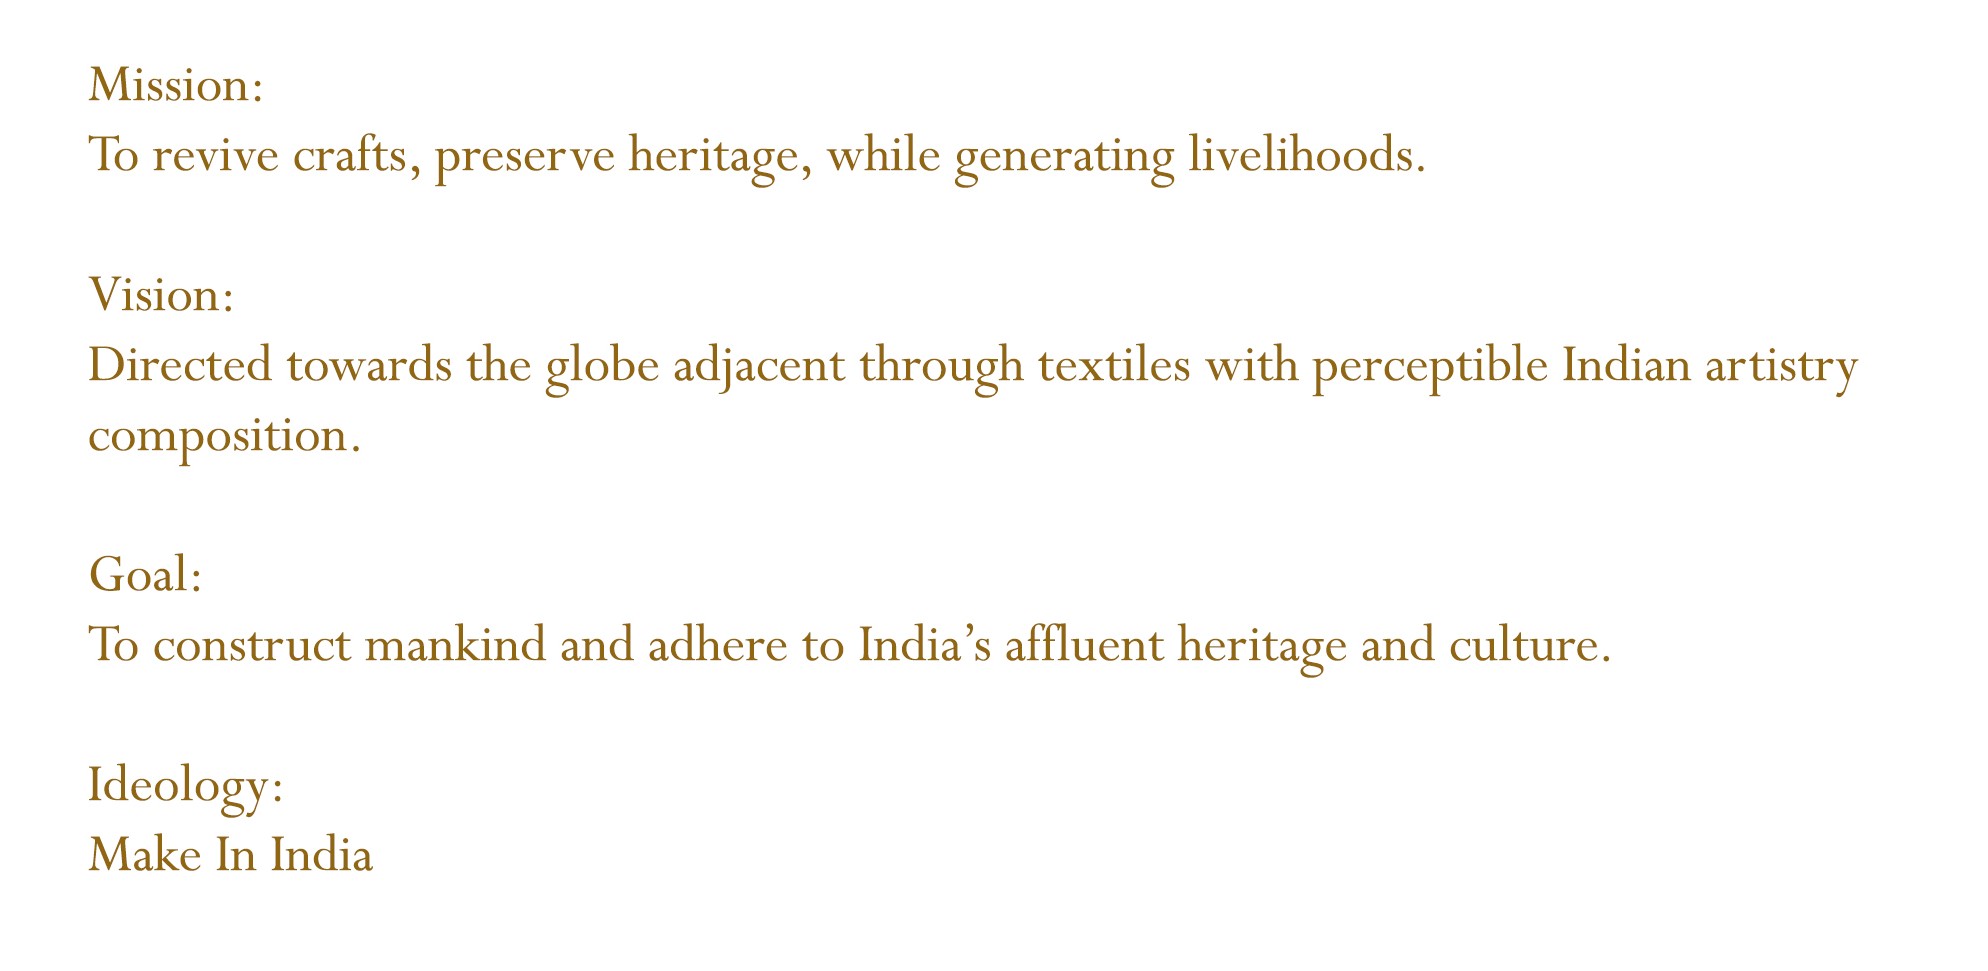 Mission:
To revive crafts, preserve heritage, while generating livelihoods.
Vision:
Directed towards the globe adjacent through textiles with perceptible Indian artistry
composition.
Goal:
To construct mankind and adhere to India’s affluent heritage and culture.
Ideology:
Make In India